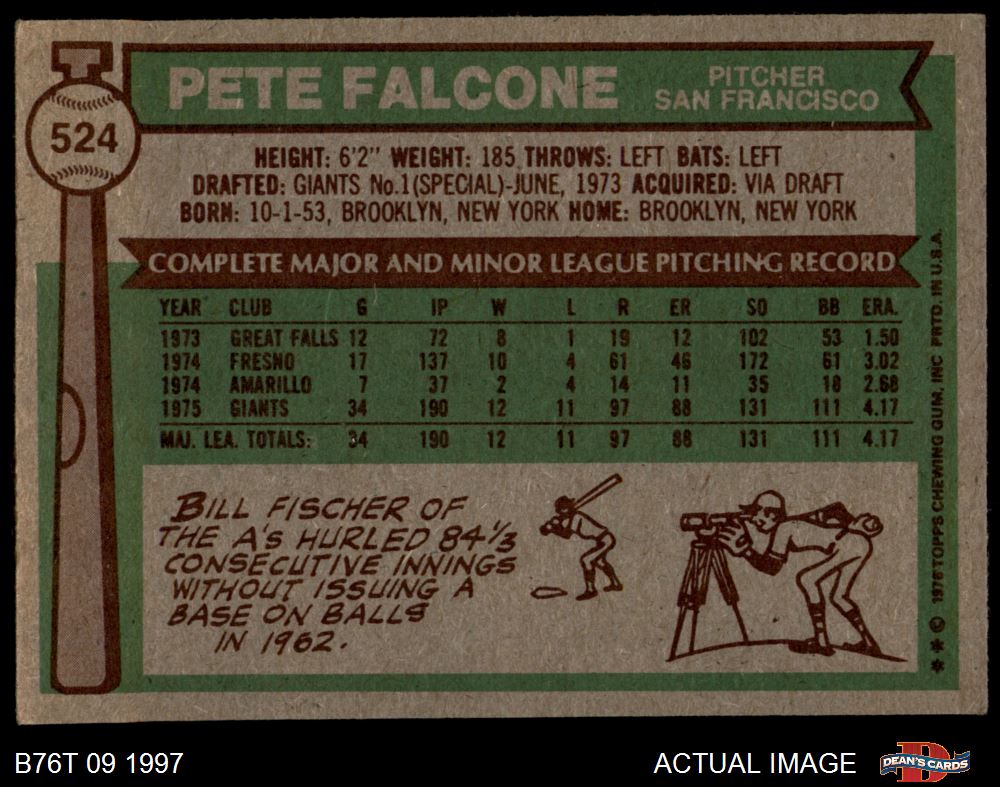 524
PETE FALCONE
PITCHER
SAN FRANCISCO
HEIGHT: 6'2" WEIGHT: 185 THROWS: LEFT BATS: LEFT
DRAFTED: GIANTS No.1(SPECIAL)-JUNE, 1973 ACQUIRED: VIA DRAFT
BORN: 10-1-53, BROOKLYN, NEW YORK HOME: BROOKLYN, NEW YORK
COMPLETE MAJOR AND MINOR LEAGUE PITCHING RECORD
YEAR CLUB G IP W L R ER SO BB ERA.
1973 GREAT FALLS 12 72 8 1 19 12 102 53 1.50
1974 FRESNO 17 137 10 4 61 46 172 61 3.02
1974 AMARILLO 7 37 2 4 14 11 35 18 2.68
1975 GIANTS 34 190 12 11 97 88 131 111 4.17
MAJ. LEA. TOTALS: 34 190 12 11 97 88 131 111 4.17
BILL FISCHER OF
THE A'S HURLED 84⅓
CONSECUTIVE INNINGS
WITHOUT ISSUING A
BASE ON BALLS
IN 1962.
** © 1976 TOPPS CHEWING GUM, INC PRTD. IN U.S.A.
B76T 09 1997
ACTUAL IMAGE
DEAN'S CARDS